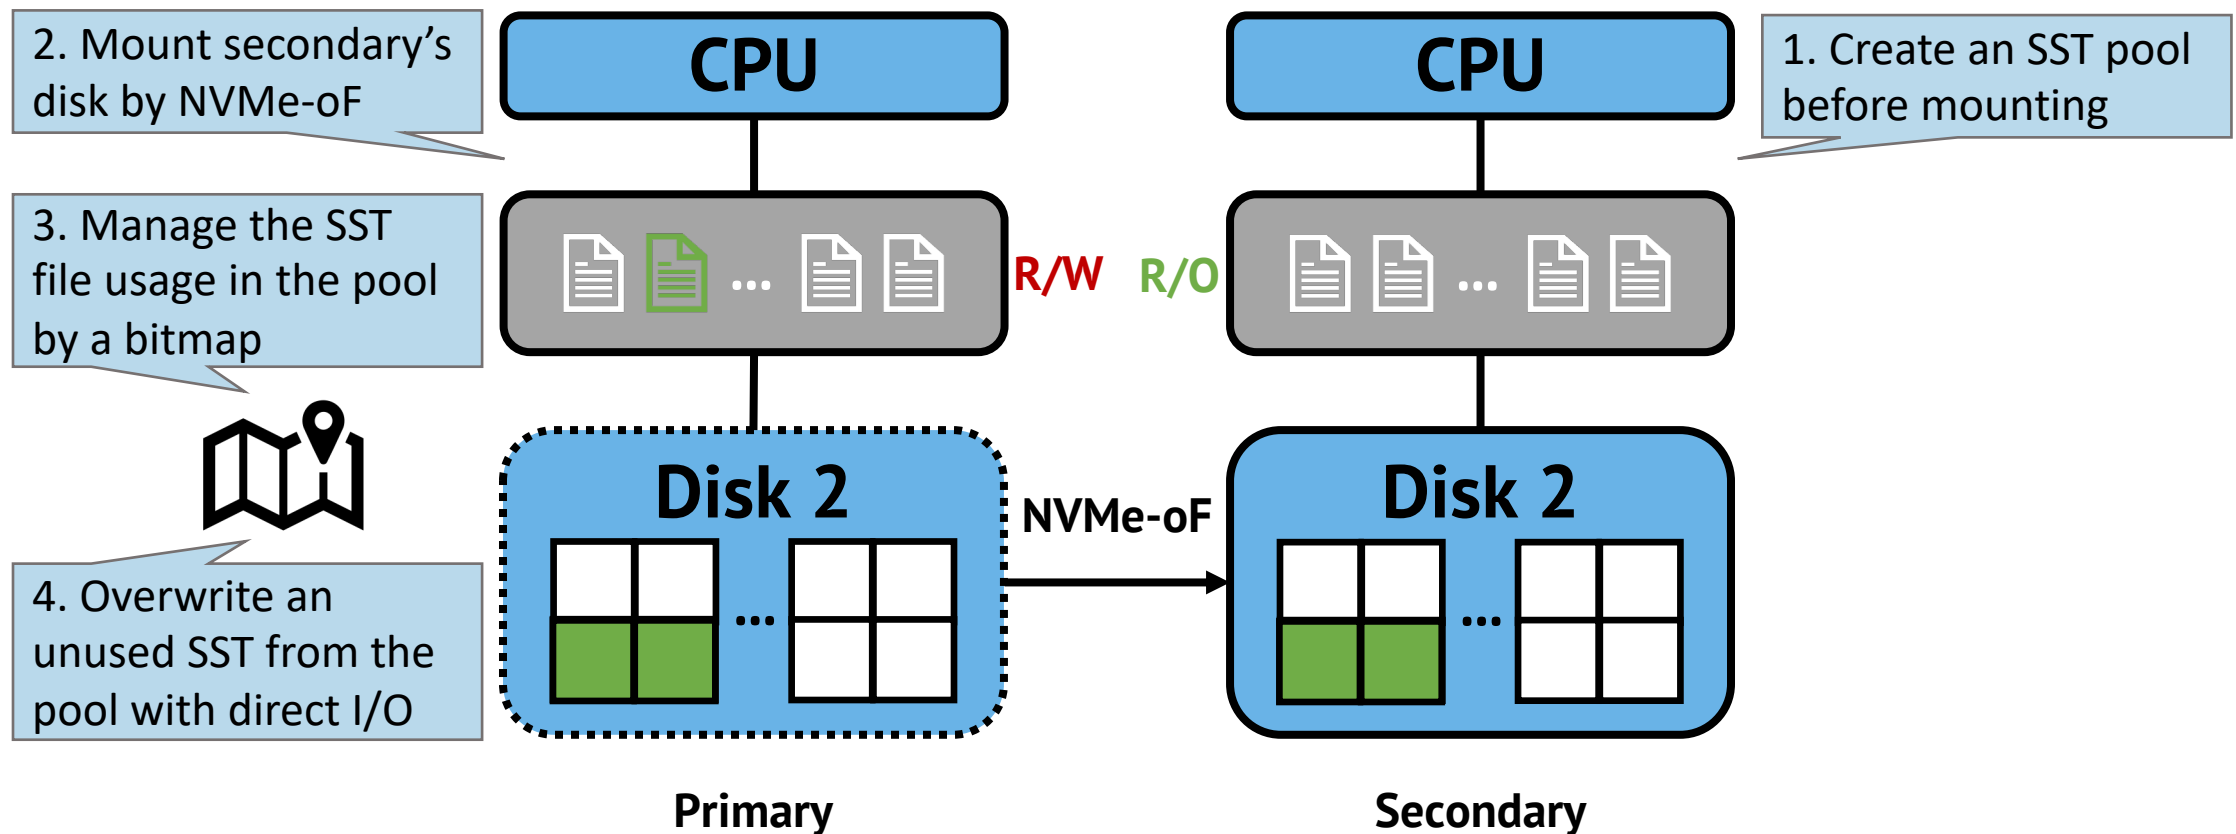 2. Mount secondary’s
disk by NVMe-oF
CPU
CPU
1. Create an SST pool
before mounting
3. Manage the SST
file usage in the pool
by a bitmap
...
R/W
R/O
...
Disk 2
...
NVMe-oF
Disk 2
...
4. Overwrite an
unused SST from the
pool with direct I/O
Primary
Secondary